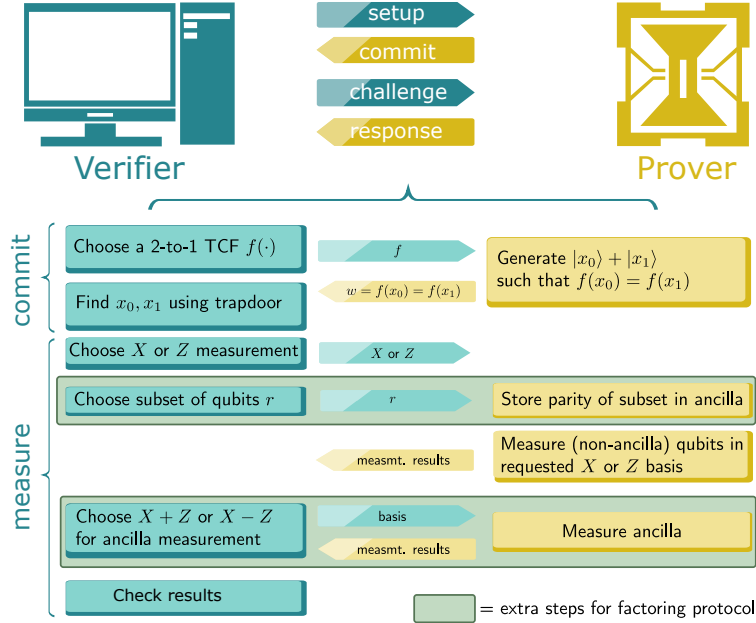 setup
commit
challenge
response
Verifier
Prover
commit
Choose a 2-to-1 TCF f(·)
f
Generate |x₀⟩ + |x₁⟩
such that f(x₀) = f(x₁)
Find x₀, x₁ using trapdoor
w = f(x₀) = f(x₁)
measure
Choose X or Z measurement
X or Z
Choose subset of qubits r
r
Store parity of subset in ancilla
measmt. results
Measure (non-ancilla) qubits in
requested X or Z basis
Choose X + Z or X − Z
for ancilla measurement
basis
measmt. results
Measure ancilla
Check results
= extra steps for factoring protocol